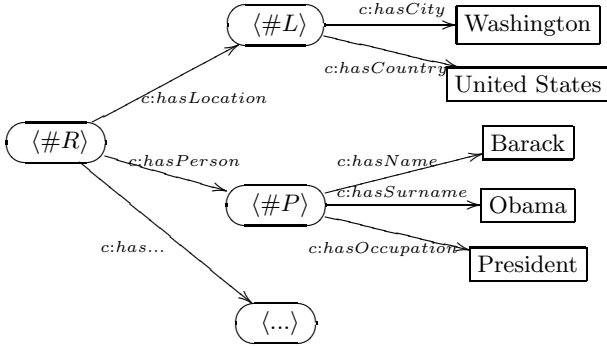 ⟨#L⟩
c:hasCity
Washington
c:hasCountry
United States
c:hasLocation
⟨#R⟩
c:hasPerson
⟨#P⟩
c:hasName
Barack
c:hasSurname
Obama
c:hasOccupation
President
c:has...
⟨...⟩